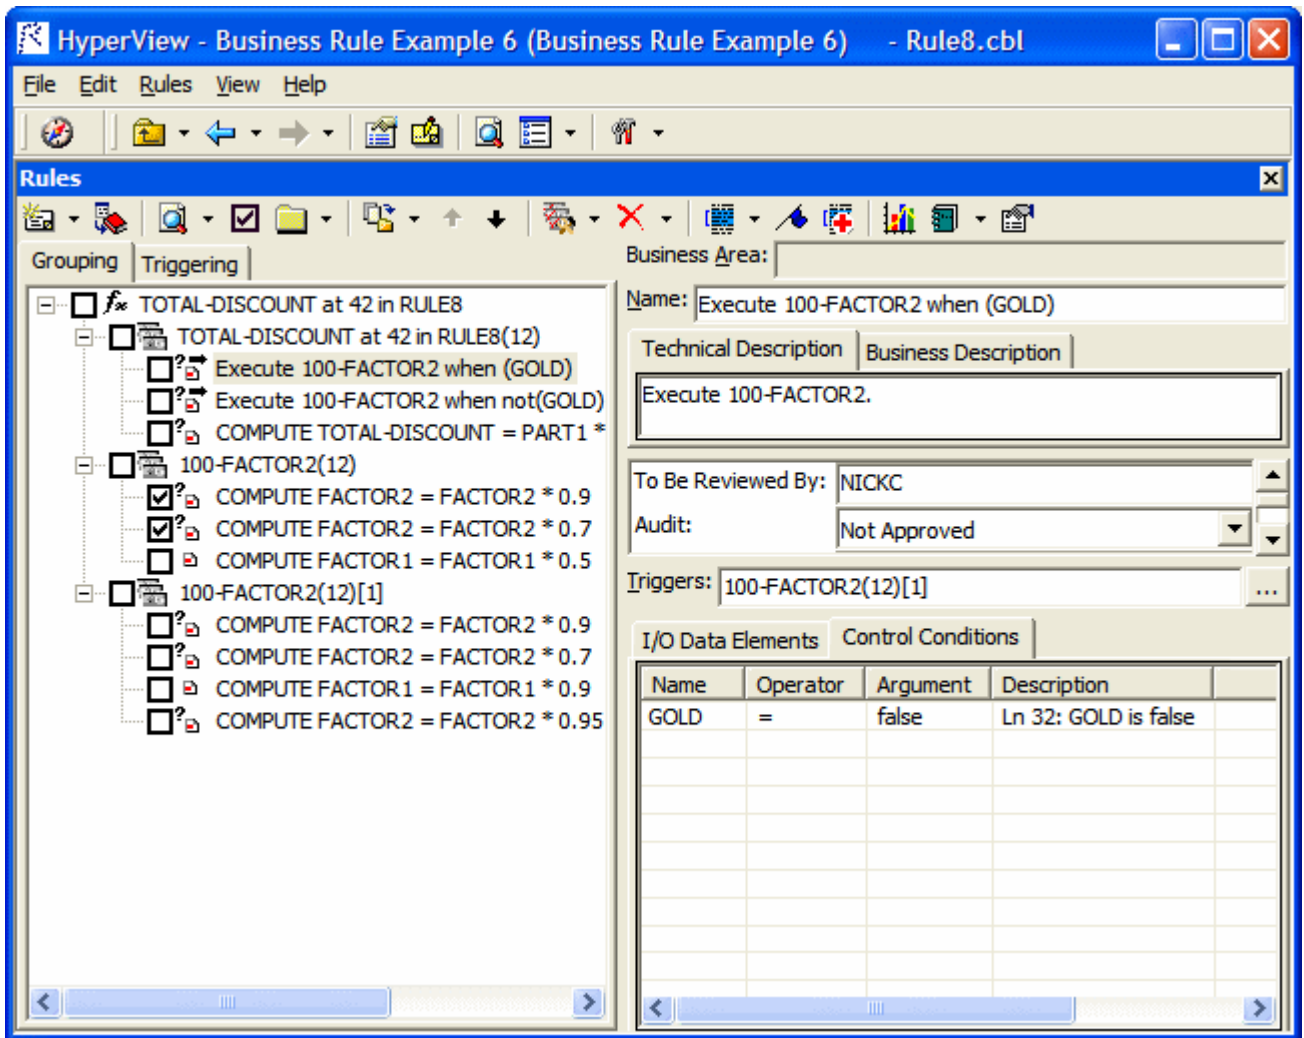 HyperView - Business Rule Example 6 (Business Rule Example 6) - Rule8.cbl
File Edit Rules View Help
Rules
Grouping Triggering
TOTAL-DISCOUNT at 42 in RULE8
TOTAL-DISCOUNT at 42 in RULE8(12)
Execute 100-FACTOR2 when (GOLD)
Execute 100-FACTOR2 when not(GOLD)
COMPUTE TOTAL-DISCOUNT = PART1 *
100-FACTOR2(12)
COMPUTE FACTOR2 = FACTOR2 * 0.9
COMPUTE FACTOR2 = FACTOR2 * 0.7
COMPUTE FACTOR1 = FACTOR1 * 0.5
100-FACTOR2(12)[1]
COMPUTE FACTOR2 = FACTOR2 * 0.9
COMPUTE FACTOR2 = FACTOR2 * 0.7
COMPUTE FACTOR1 = FACTOR1 * 0.9
COMPUTE FACTOR2 = FACTOR2 * 0.95
Business Area:
Name: Execute 100-FACTOR2 when (GOLD)
Technical Description Business Description
Execute 100-FACTOR2.
To Be Reviewed By: NICKC
Audit: Not Approved
Triggers: 100-FACTOR2(12)[1] ...
I/O Data Elements Control Conditions
Name Operator Argument Description
GOLD = false Ln 32: GOLD is false